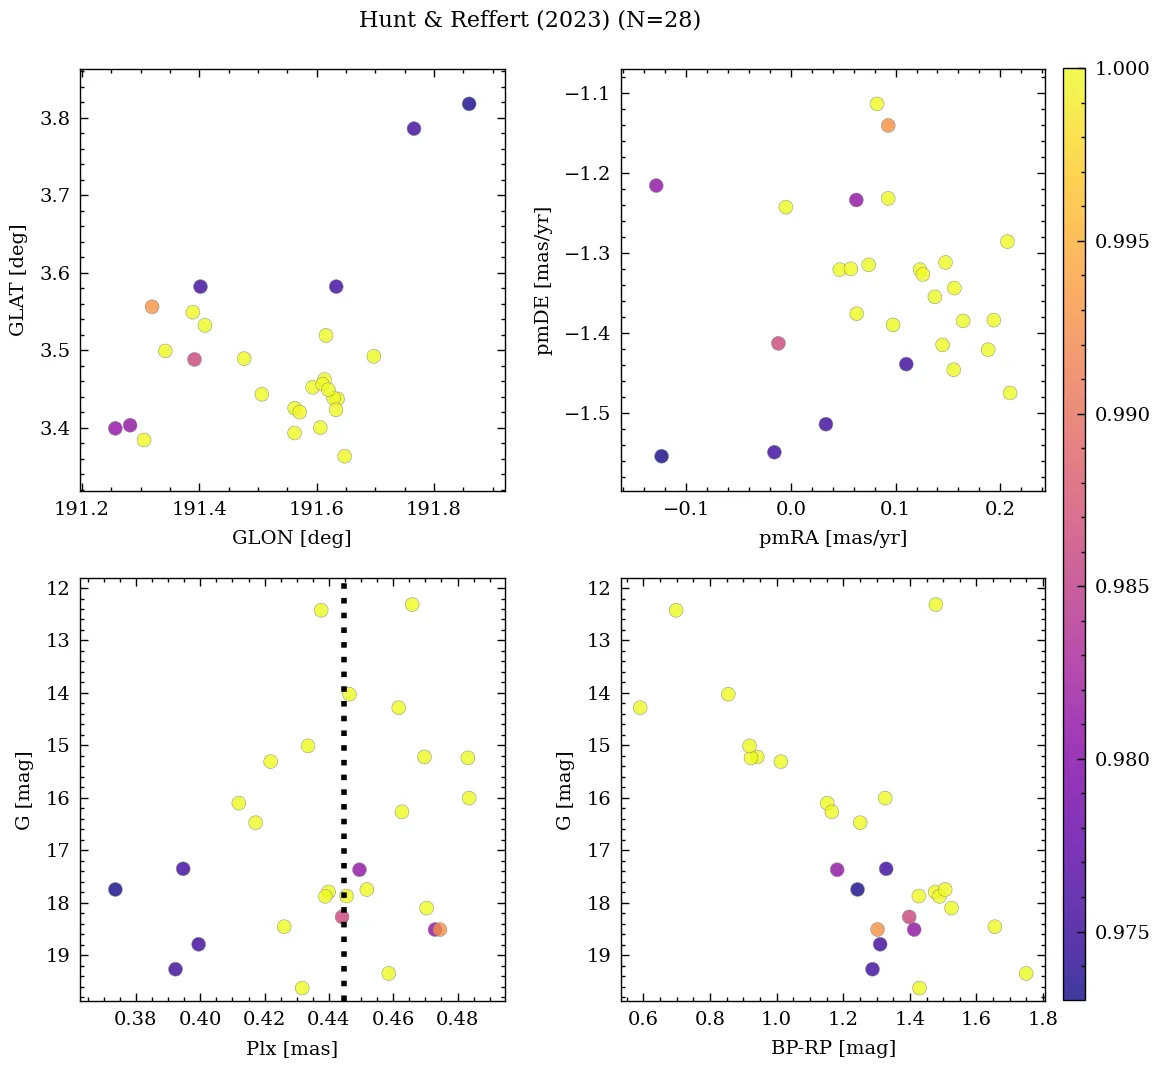 Hunt & Reffert (2023) (N=28)
3.8
3.7
3.6
3.5
3.4
GLAT [deg]
191.2 191.4 191.6 191.8
GLON [deg]
−1.1
−1.2
−1.3
−1.4
−1.5
pmDE [mas/yr]
−0.1 0.0 0.1 0.2
pmRA [mas/yr]
12
13
14
15
16
17
18
19
G [mag]
0.38 0.40 0.42 0.44 0.46 0.48
Plx [mas]
12
13
14
15
16
17
18
19
G [mag]
0.6 0.8 1.0 1.2 1.4 1.6 1.8
BP-RP [mag]
1.000
0.995
0.990
0.985
0.980
0.975